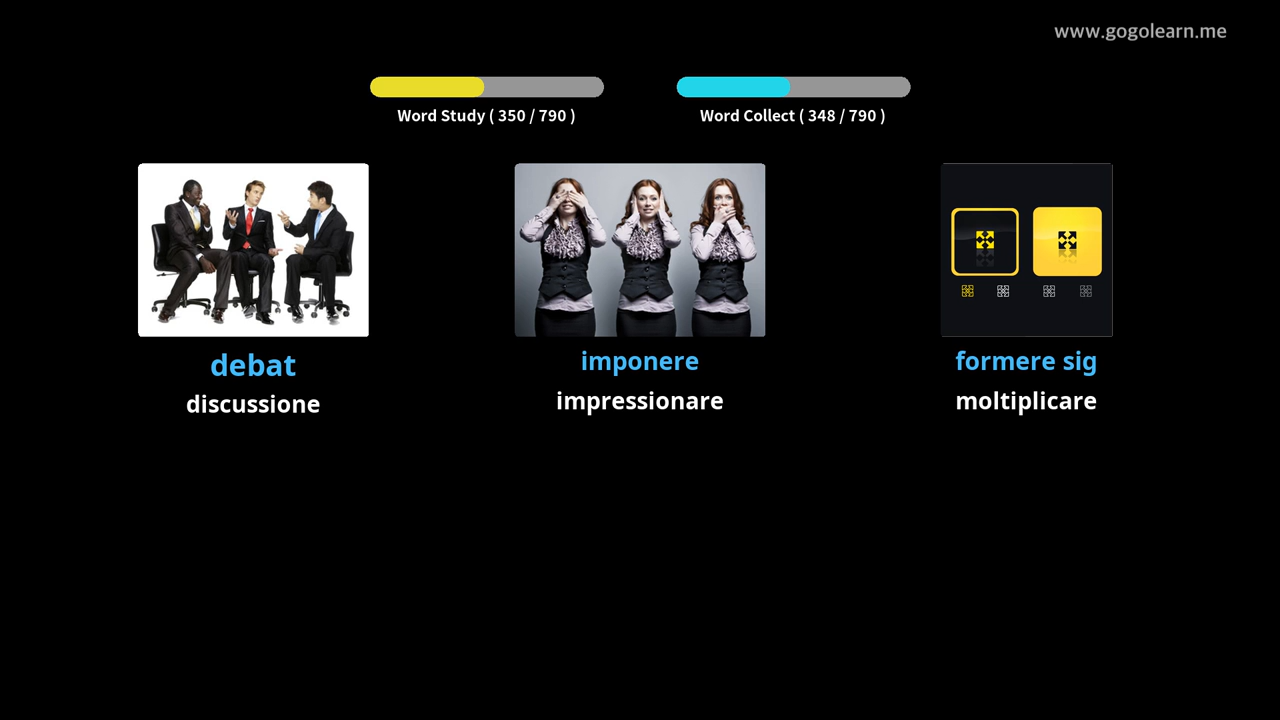 www.gogolearn.me
Word Study ( 350 / 790 )
Word Collect ( 348 / 790 )
debat
discussione
imponere
impressionare
formere sig
moltiplicare